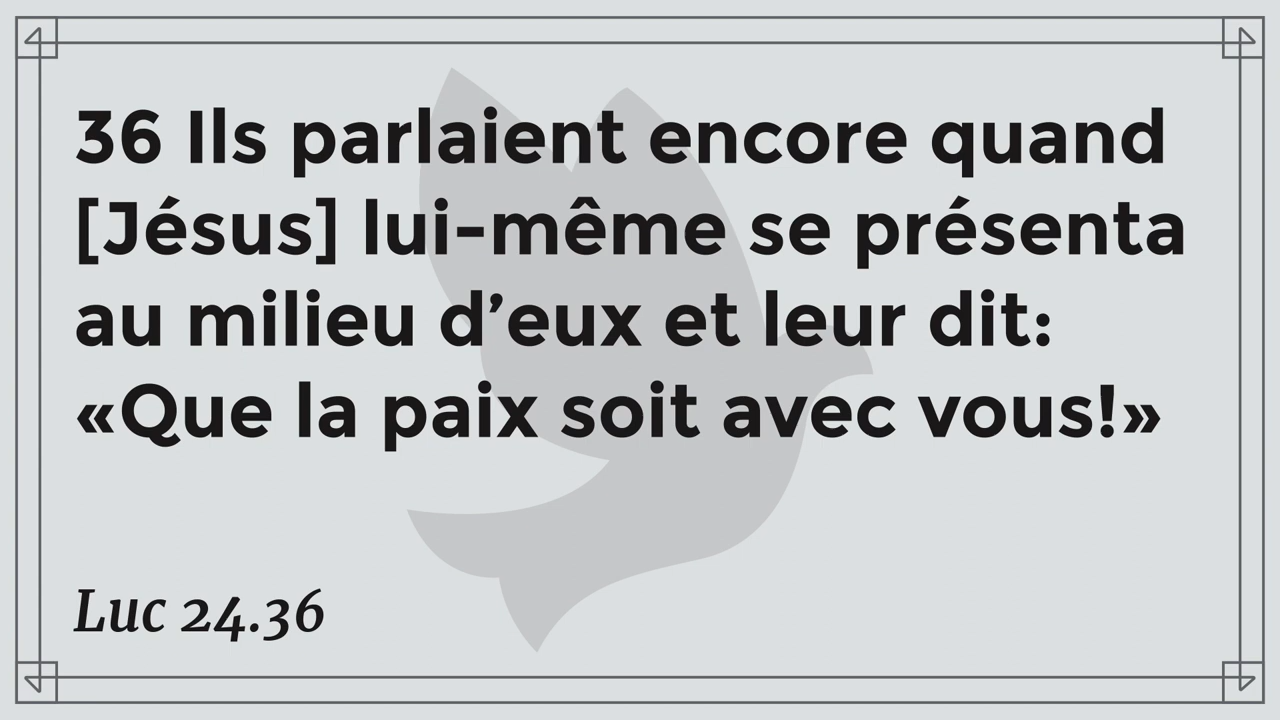 36 Ils parlaient encore quand
[Jésus] lui-même se présenta
au milieu d’eux et leur dit:
«Que la paix soit avec vous!»
Luc 24.36